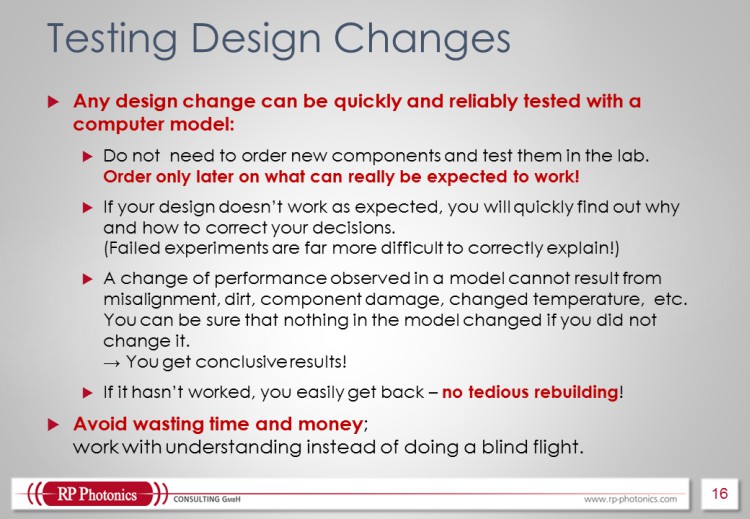 Testing Design Changes
Any design change can be quickly and reliably tested with a
computer model:
Do not need to order new components and test them in the lab.
Order only later on what can really be expected to work!
If your design doesn't work as expected, you will quickly find out why
and how to correct your decisions.
(Failed experiments are far more difficult to correctly explain!)
A change of performance observed in a model cannot result from
misalignment, dirt, component damage, changed temperature, etc.
You can be sure that nothing in the model changed if you did not
change it.
→ You get conclusive results!
If it hasn't worked, you easily get back – no tedious rebuilding!
Avoid wasting time and money;
work with understanding instead of doing a blind flight.
RP Photonics CONSULTING GmbH
www.rp-photonics.com
16